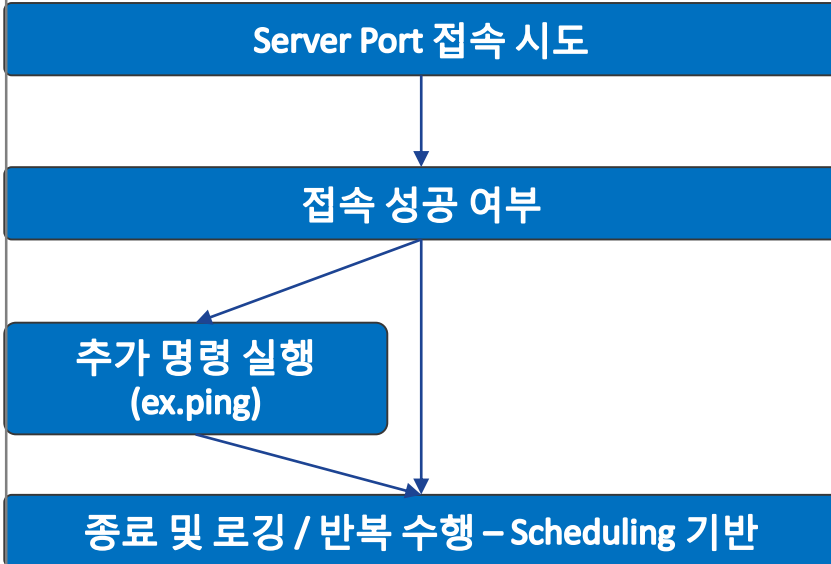 Server Port 접속 시도
접속 성공 여부
추가 명령 실행
(ex.ping)
종료 및 로깅 / 반복 수행 – Scheduling 기반